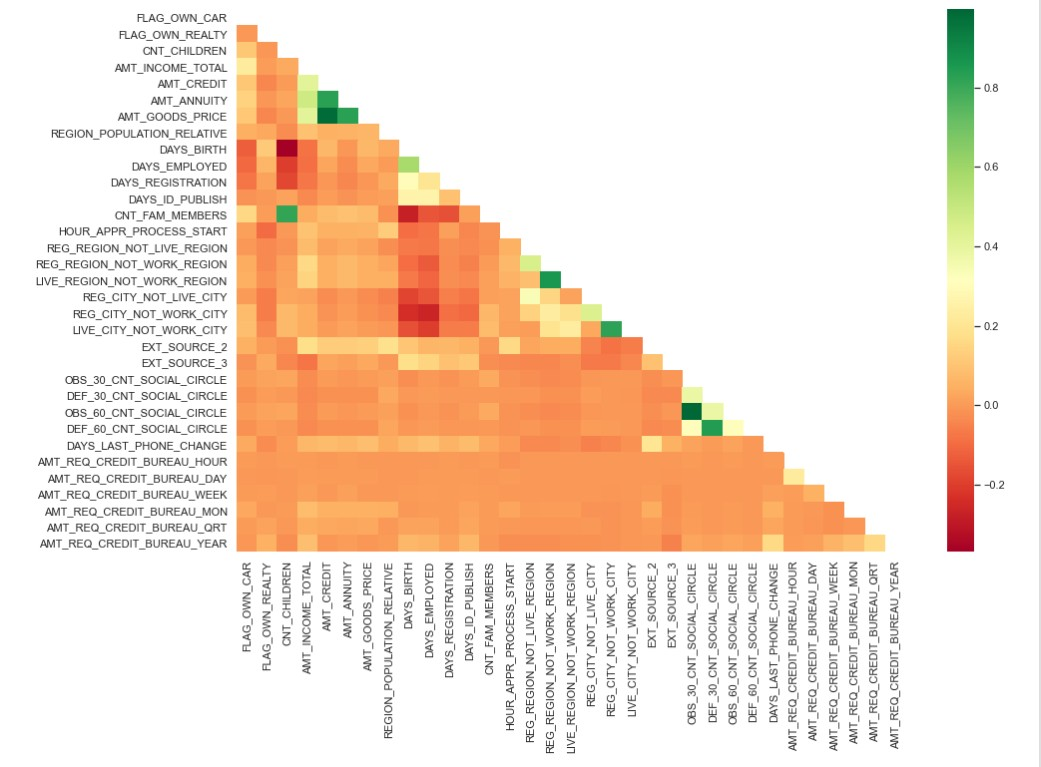 FLAG_OWN_CAR
FLAG_OWN_REALTY
CNT_CHILDREN
AMT_INCOME_TOTAL
AMT_CREDIT
AMT_ANNUITY
AMT_GOODS_PRICE
REGION_POPULATION_RELATIVE
DAYS_BIRTH
DAYS_EMPLOYED
DAYS_REGISTRATION
DAYS_ID_PUBLISH
CNT_FAM_MEMBERS
HOUR_APPR_PROCESS_START
REG_REGION_NOT_LIVE_REGION
REG_REGION_NOT_WORK_REGION
LIVE_REGION_NOT_WORK_REGION
REG_CITY_NOT_LIVE_CITY
REG_CITY_NOT_WORK_CITY
LIVE_CITY_NOT_WORK_CITY
EXT_SOURCE_2
EXT_SOURCE_3
OBS_30_CNT_SOCIAL_CIRCLE
DEF_30_CNT_SOCIAL_CIRCLE
OBS_60_CNT_SOCIAL_CIRCLE
DEF_60_CNT_SOCIAL_CIRCLE
DAYS_LAST_PHONE_CHANGE
AMT_REQ_CREDIT_BUREAU_HOUR
AMT_REQ_CREDIT_BUREAU_DAY
AMT_REQ_CREDIT_BUREAU_WEEK
AMT_REQ_CREDIT_BUREAU_MON
AMT_REQ_CREDIT_BUREAU_QRT
AMT_REQ_CREDIT_BUREAU_YEAR
FLAG_OWN_CAR
FLAG_OWN_REALTY
CNT_CHILDREN
AMT_INCOME_TOTAL
AMT_CREDIT
AMT_ANNUITY
AMT_GOODS_PRICE
REGION_POPULATION_RELATIVE
DAYS_BIRTH
DAYS_EMPLOYED
DAYS_REGISTRATION
DAYS_ID_PUBLISH
CNT_FAM_MEMBERS
HOUR_APPR_PROCESS_START
REG_REGION_NOT_LIVE_REGION
REG_REGION_NOT_WORK_REGION
LIVE_REGION_NOT_WORK_REGION
REG_CITY_NOT_LIVE_CITY
REG_CITY_NOT_WORK_CITY
LIVE_CITY_NOT_WORK_CITY
EXT_SOURCE_2
EXT_SOURCE_3
OBS_30_CNT_SOCIAL_CIRCLE
DEF_30_CNT_SOCIAL_CIRCLE
OBS_60_CNT_SOCIAL_CIRCLE
DEF_60_CNT_SOCIAL_CIRCLE
DAYS_LAST_PHONE_CHANGE
AMT_REQ_CREDIT_BUREAU_HOUR
AMT_REQ_CREDIT_BUREAU_DAY
AMT_REQ_CREDIT_BUREAU_WEEK
AMT_REQ_CREDIT_BUREAU_MON
AMT_REQ_CREDIT_BUREAU_QRT
AMT_REQ_CREDIT_BUREAU_YEAR
0.8
0.6
0.4
0.2
0.0
−0.2